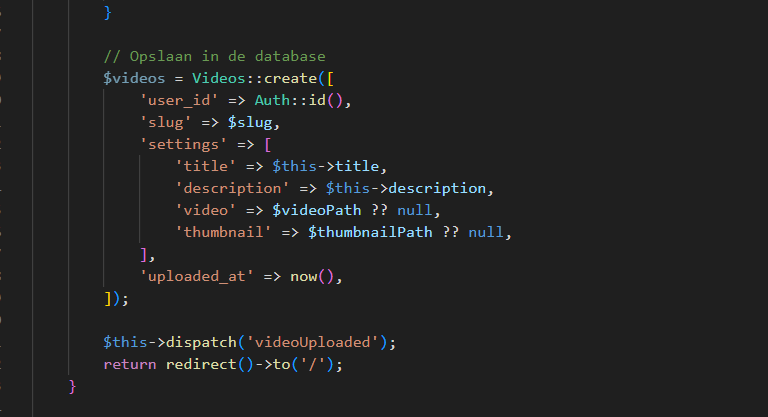 }
// Opslaan in de database
$videos = Videos::create([
'user_id' => Auth::id(),
'slug' => $slug,
'settings' => [
'title' => $this->title,
'description' => $this->description,
'video' => $videoPath ?? null,
'thumbnail' => $thumbnailPath ?? null,
],
'uploaded_at' => now(),
]);
$this->dispatch('videoUploaded');
return redirect()->to('/');
}